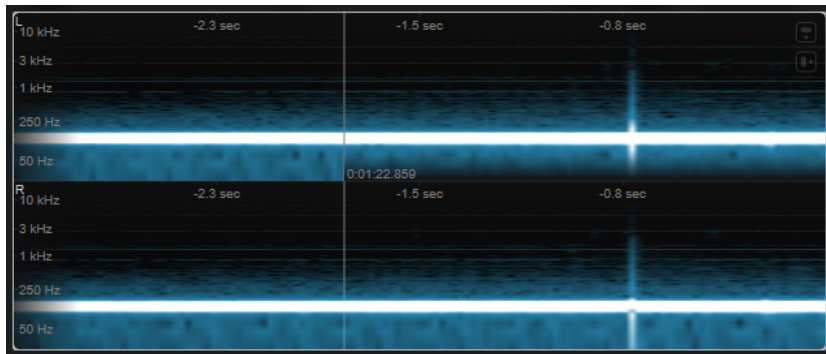 L
-2.3 sec -1.5 sec -0.8 sec
10 kHz
3 kHz
1 kHz
250 Hz
50 Hz
0:01:22.859
R
-2.3 sec -1.5 sec -0.8 sec
10 kHz
3 kHz
1 kHz
250 Hz
50 Hz